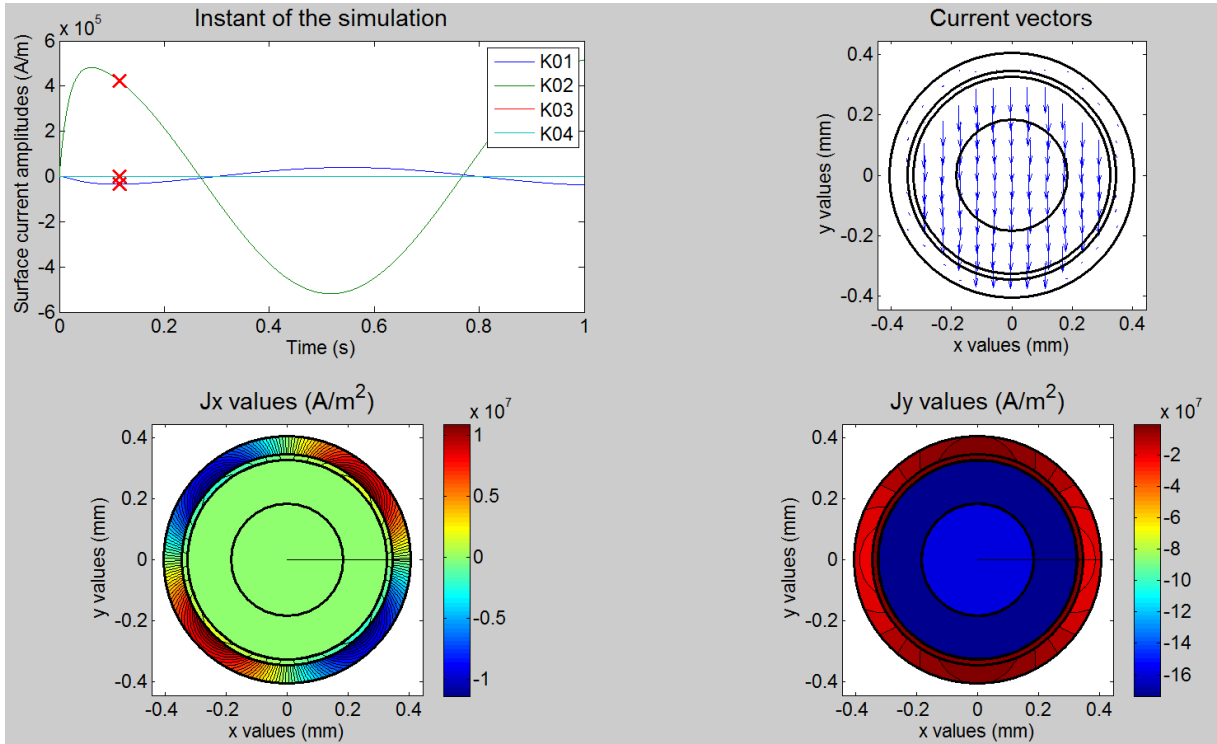 Instant of the simulation
x 10^5
Surface current amplitudes (A/m)
6
4
2
0
-2
-4
-6
0 0.2 0.4 0.6 0.8 1
Time (s)
K01
K02
K03
K04
Current vectors
y values (mm)
0.4
0.2
0
-0.2
-0.4
-0.4 -0.2 0 0.2 0.4
x values (mm)
Jx values (A/m^2)
y values (mm)
0.4
0.2
0
-0.2
-0.4
-0.4 -0.2 0 0.2 0.4
x values (mm)
x 10^7
1
0.5
0
-0.5
-1
Jy values (A/m^2)
y values (mm)
0.4
0.2
0
-0.2
-0.4
-0.4 -0.2 0 0.2 0.4
x values (mm)
x 10^7
-2
-4
-6
-8
-10
-12
-14
-16